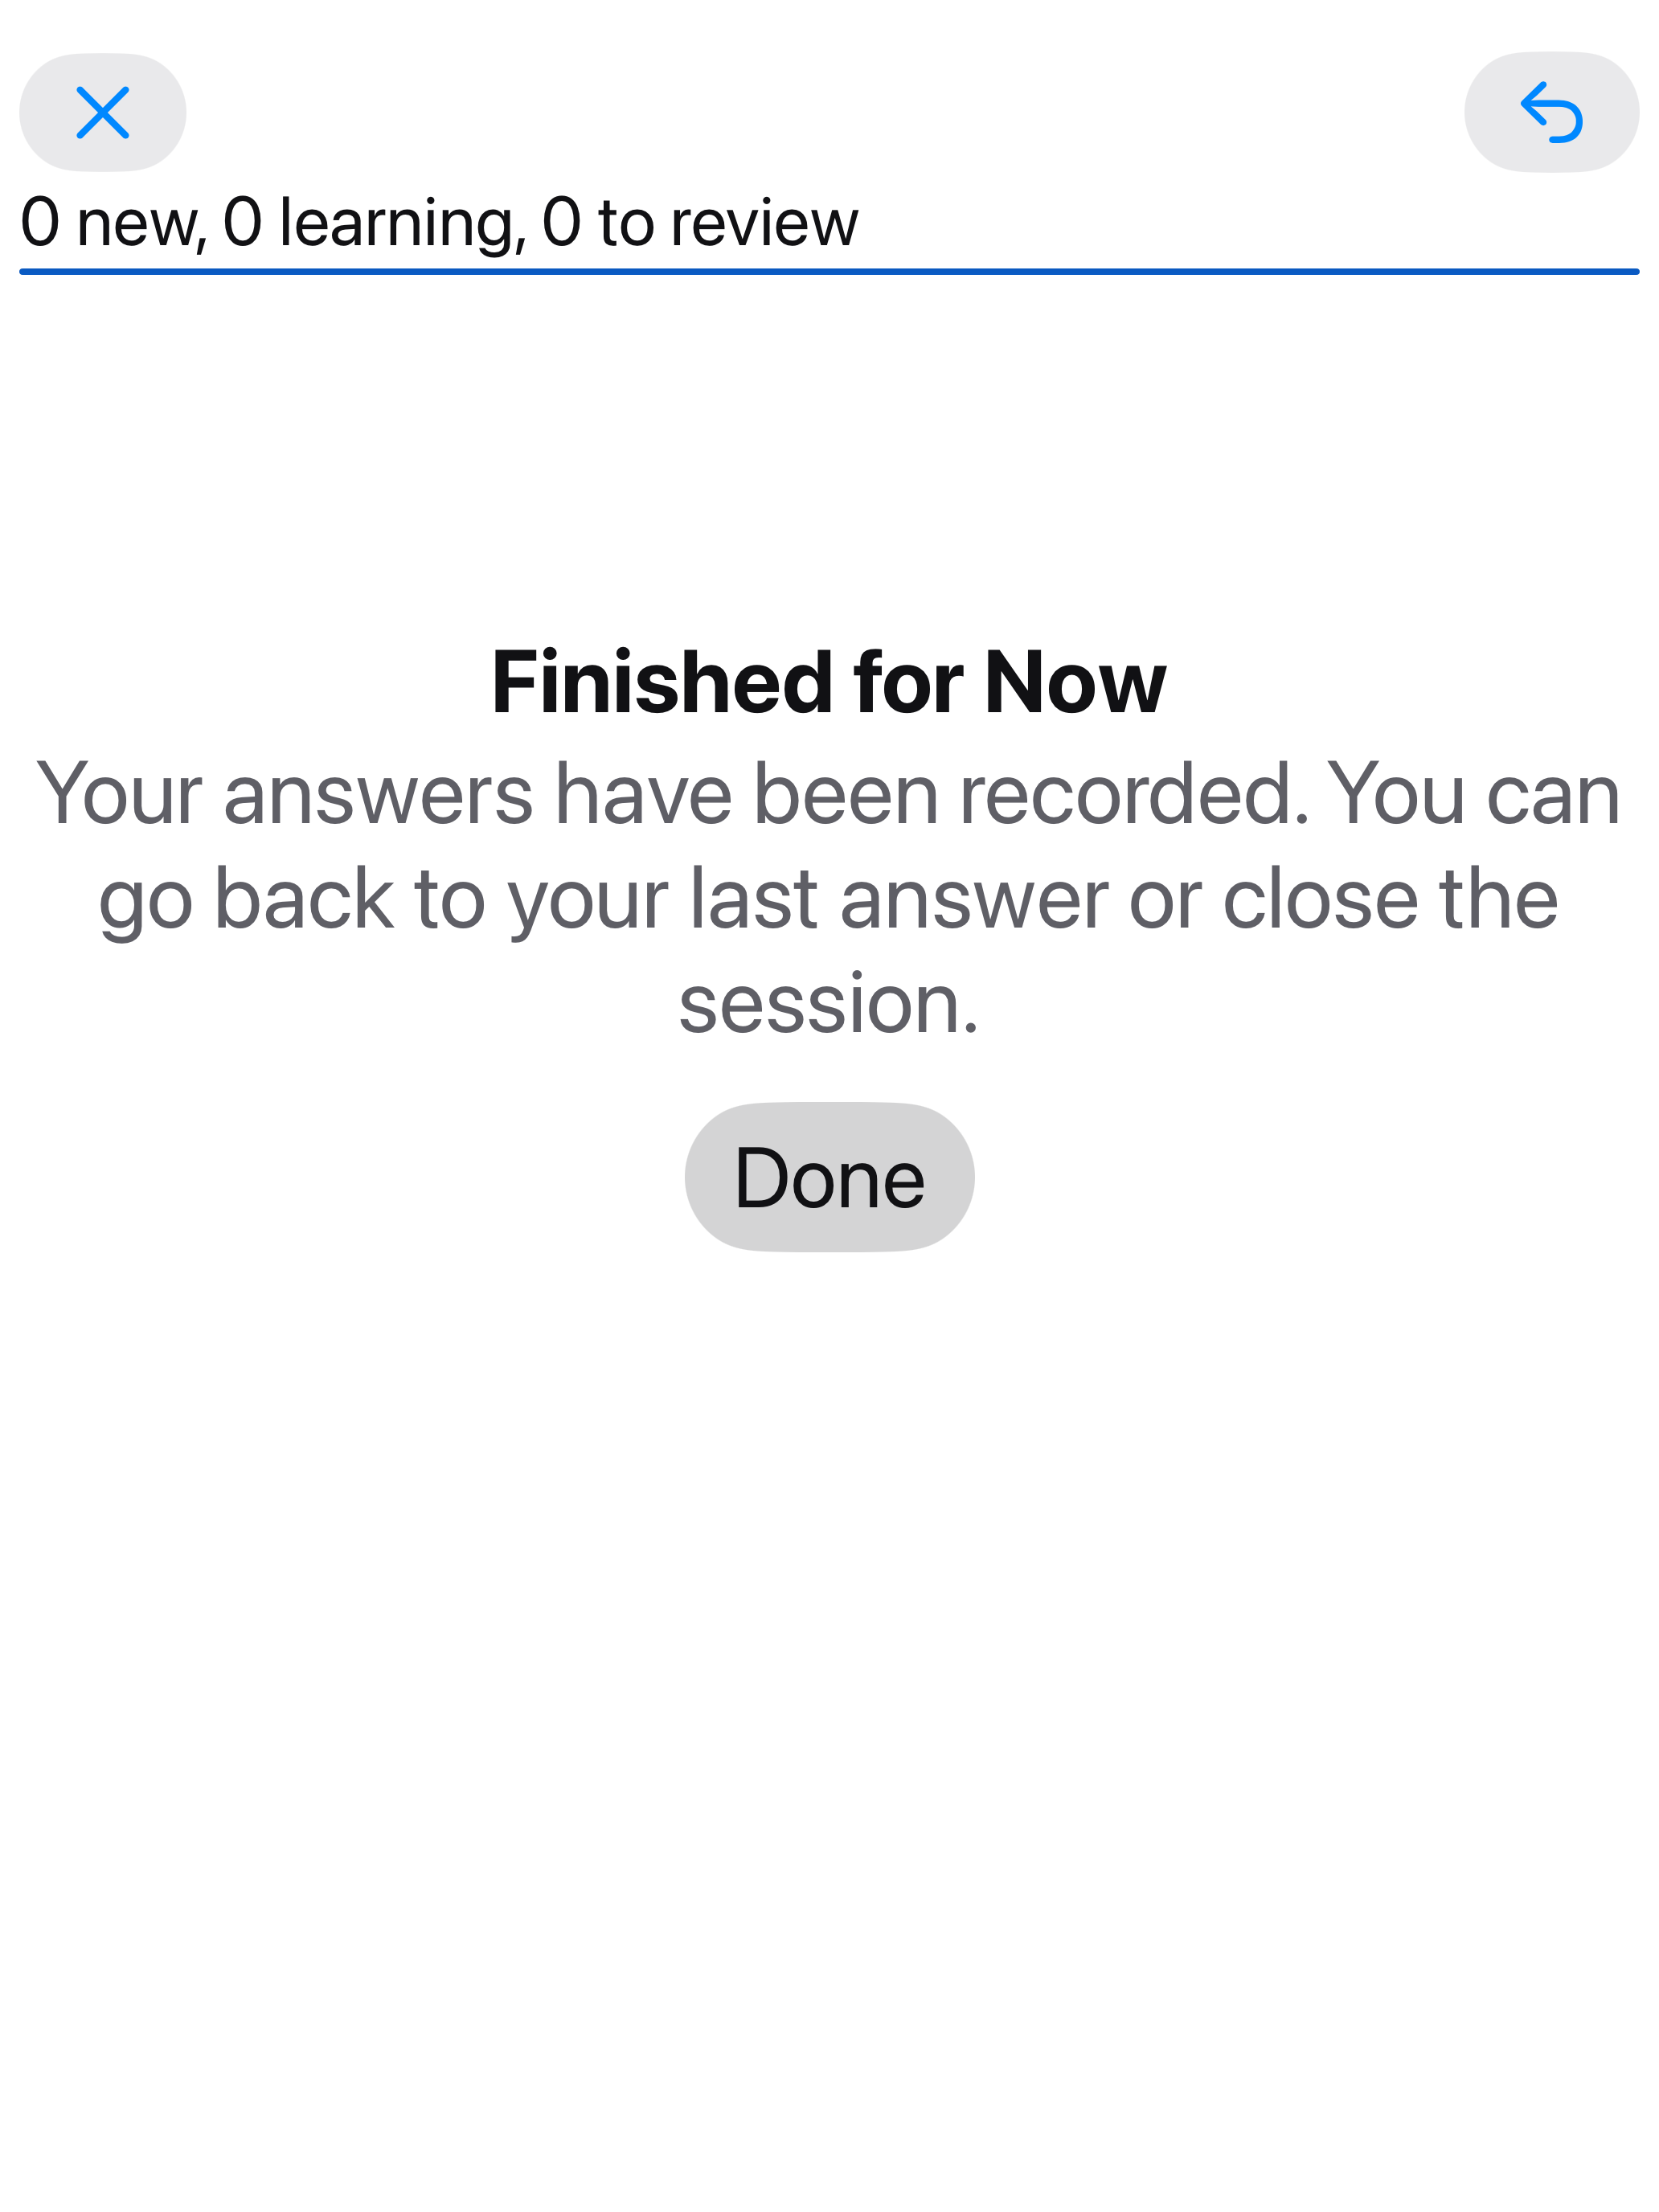 0 new, 0 learning, 0 to review
Finished for Now
Your answers have been recorded. You can
go back to your last answer or close the
session.
Done